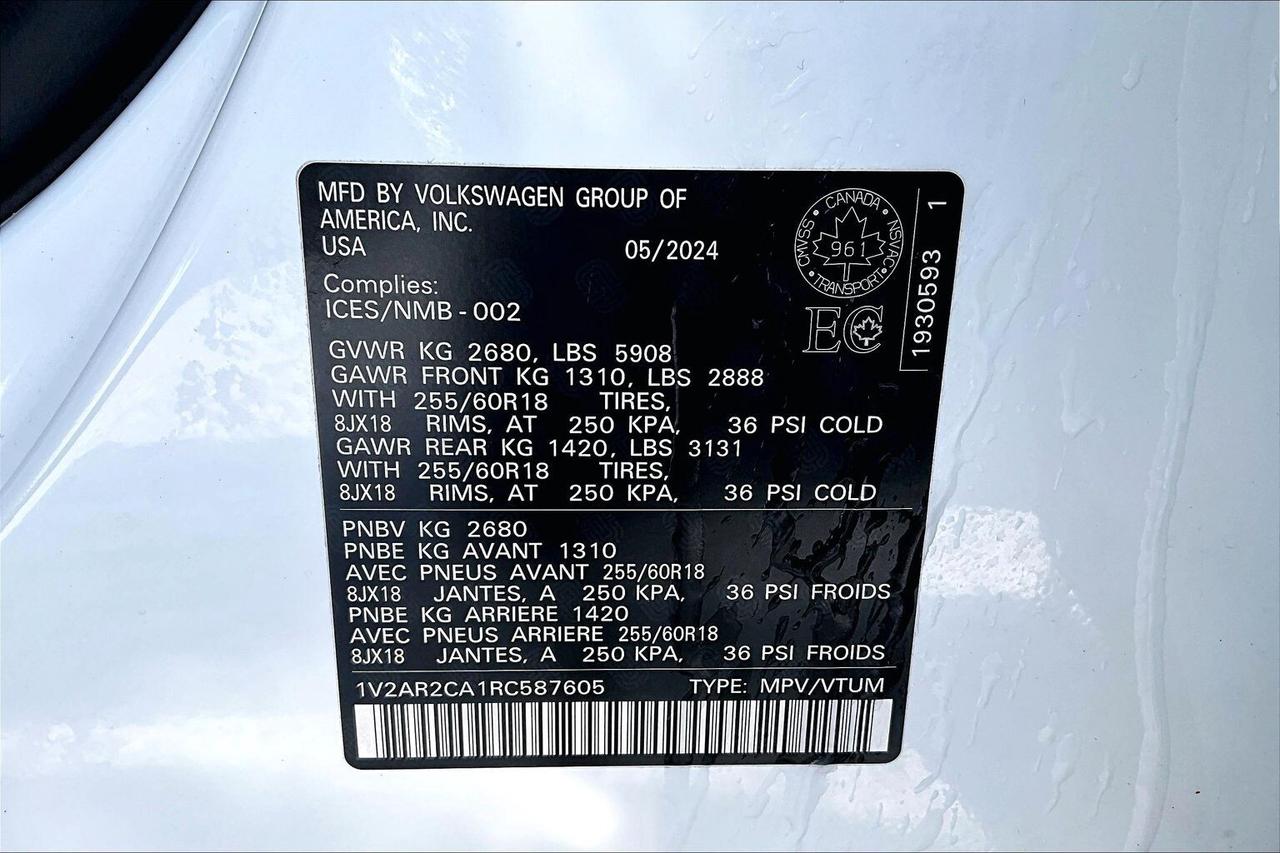 MFD BY VOLKSWAGEN GROUP OF
AMERICA, INC.
USA 05/2024
Complies:
ICES/NMB-002
CANADA
CMVSS NSVAC
961
TRANSPORT
EC
1930593 1
GVWR KG 2680, LBS 5908
GAWR FRONT KG 1310, LBS 2888
WITH 255/60R18 TIRES,
8JX18 RIMS, AT 250 KPA, 36 PSI COLD
GAWR REAR KG 1420, LBS 3131
WITH 255/60R18 TIRES,
8JX18 RIMS, AT 250 KPA, 36 PSI COLD
PNBV KG 2680
PNBE KG AVANT 1310
AVEC PNEUS AVANT 255/60R18
8JX18 JANTES, A 250 KPA, 36 PSI FROIDS
PNBE KG ARRIERE 1420
AVEC PNEUS ARRIERE 255/60R18
8JX18 JANTES, A 250 KPA, 36 PSI FROIDS
1V2AR2CA1RC587605 TYPE: MPV/VTUM